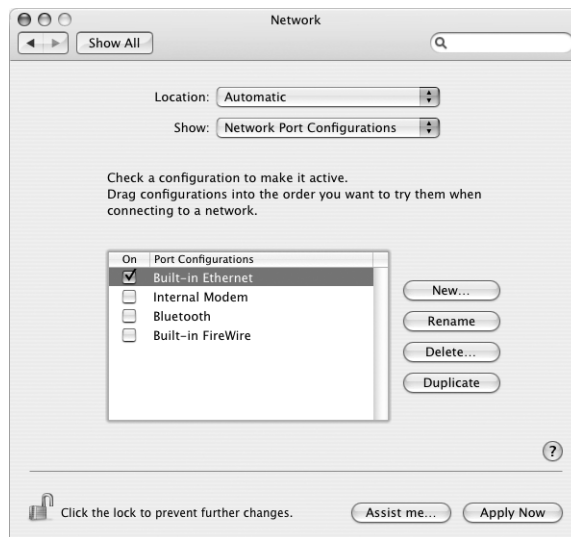 Network
Show All
Location: Automatic
Show: Network Port Configurations
Check a configuration to make it active.
Drag configurations into the order you want to try them when
connecting to a network.
On Port Configurations
Built-in Ethernet
Internal Modem
Bluetooth
Built-in FireWire
New...
Rename
Delete...
Duplicate
?
Click the lock to prevent further changes.
Assist me...
Apply Now